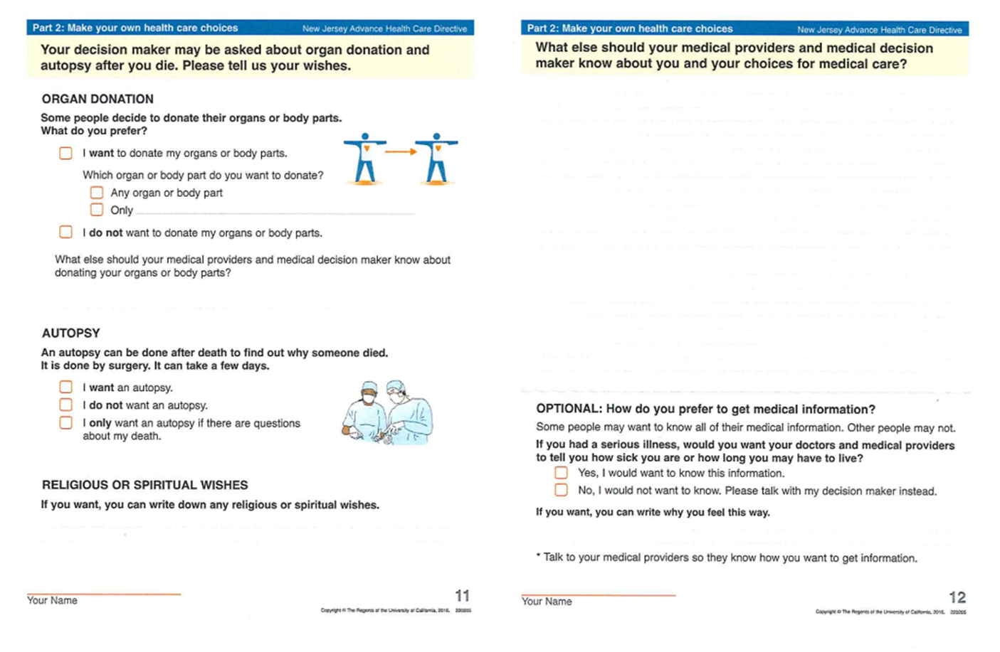 Part 2: Make your own health care choices
New Jersey Advance Health Care Directive
Your decision maker may be asked about organ donation and
autopsy after you die. Please tell us your wishes.
ORGAN DONATION
Some people decide to donate their organs or body parts.
What do you prefer?
I want to donate my organs or body parts.
Which organ or body part do you want to donate?
Any organ or body part
Only
I do not want to donate my organs or body parts.
What else should your medical providers and medical decision maker know about
donating your organs or body parts?
AUTOPSY
An autopsy can be done after death to find out why someone died.
It is done by surgery. It can take a few days.
I want an autopsy.
I do not want an autopsy.
I only want an autopsy if there are questions
about my death.
RELIGIOUS OR SPIRITUAL WISHES
If you want, you can write down any religious or spiritual wishes.
Your Name
11
Copyright © The Regents of the University of California, 2016.
Part 2: Make your own health care choices
New Jersey Advance Health Care Directive
What else should your medical providers and medical decision
maker know about you and your choices for medical care?
OPTIONAL: How do you prefer to get medical information?
Some people may want to know all of their medical information. Other people may not.
If you had a serious illness, would you want your doctors and medical providers
to tell you how sick you are or how long you may have to live?
Yes, I would want to know this information.
No, I would not want to know. Please talk with my decision maker instead.
If you want, you can write why you feel this way.
* Talk to your medical providers so they know how you want to get information.
Your Name
12
Copyright © The Regents of the University of California, 2016.